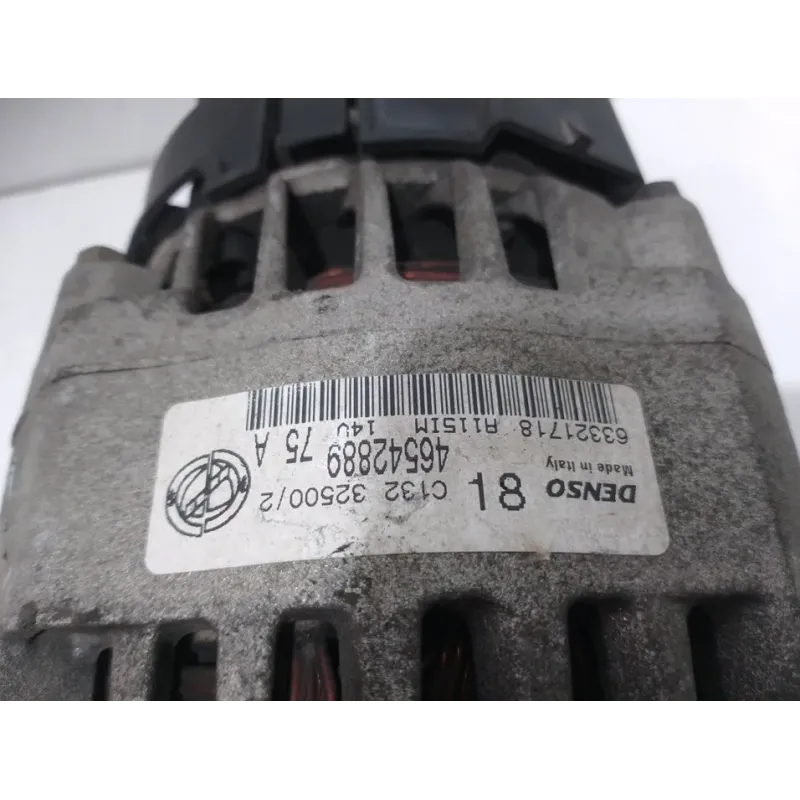 DENSO 81 C132 32500/2
Made in Italy 46542889 75 A
63321718 A115IM 14V